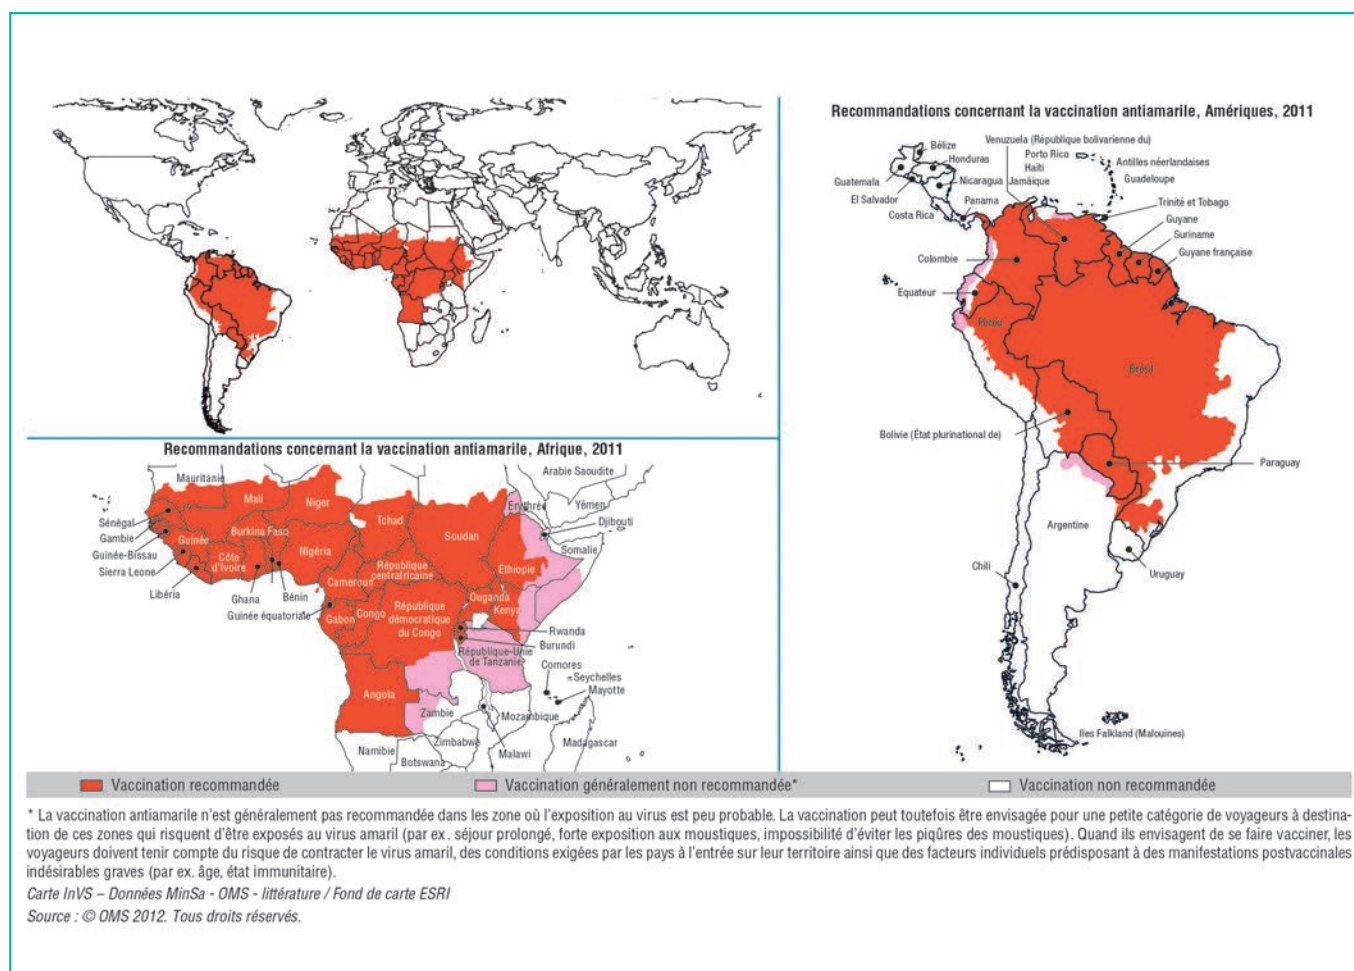 Recommandations concernant la vaccination antiamarile, Amériques, 2011
Venuzuela (République bolivarienne du)
Bélize
Porto Rico
Honduras
Haïti
Antilles néerlandaises
Guatemala
Nicaragua
Jamäique
Guadeloupe
El Salvador
Panama
Trinité et Tobago
Costa Rica
Guyane
Suriname
Guyane française
Colombie
Equateur
Pérou
Brésil
Bolivie (État plurinational de)
Paraguay
Argentine
Chili
Uruguay
Iles Falkland (Malouines)
Recommandations concernant la vaccination antiamarile, Afrique, 2011
Arabie Saoudite
Mauritanie
Mali
Niger
Erythrée
Yémen
Sénégal
Tchad
Djibouti
Gambie
Burkina Faso
Soudan
Guinée
Guinée-Bissau
Nigéria
Somalie
Sierra Leone
Côte
d'Ivoire
République
centrafricaine
Ethiopie
Libéria
Cameroun
Ghana
Bénin
Ouganda
Guinée équatoriale
Gabon
Congo
République
démocratique
du Congo
Kenya
Rwanda
Burundi
République-Unie
de Tanzanie
Comores
Seychelles
Mayotte
Angola
Zambie
Mozambique
Zimbabwe
Malawi
Madagascar
Namibie
Botswana
Vaccination recommandée
Vaccination généralement non recommandée*
Vaccination non recommandée
* La vaccination antiamarile n'est généralement pas recommandée dans les zone où l'exposition au virus est peu probable. La vaccination peut toutefois être envisagée pour une petite catégorie de voyageurs à destina-
tion de ces zones qui risquent d'être exposés au virus amaril (par ex. séjour prolongé, forte exposition aux moustiques, impossibilité d'éviter les piqûres des moustiques). Quand ils envisagent de se faire vacciner, les
voyageurs doivent tenir compte du risque de contracter le virus amaril, des conditions exigées par les pays à l'entrée sur leur territoire ainsi que des facteurs individuels prédisposant à des manifestations postvaccinales
indésirables graves (par ex. âge, état immunitaire).
Carte InVS – Données MinSa - OMS - littérature / Fond de carte ESRI
Source : © OMS 2012. Tous droits réservés.